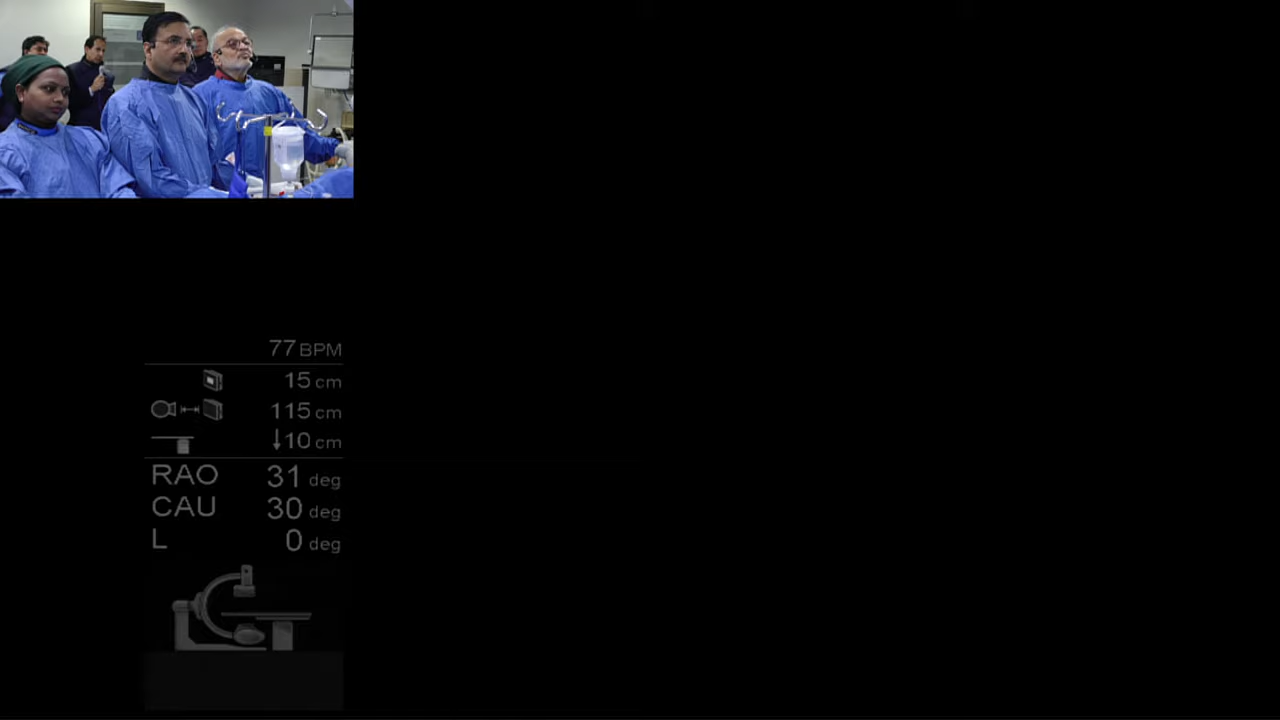 77 BPM
15 cm
115 cm
↓10 cm
RAO 31 deg
CAU 30 deg
L 0 deg